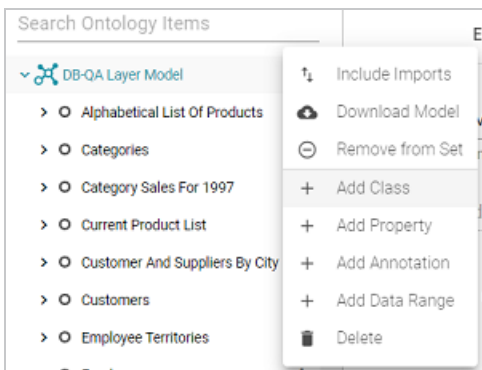 Search Ontology Items
DB-QA Layer Model
Alphabetical List Of Products
Categories
Category Sales For 1997
Current Product List
Customer And Suppliers By City
Customers
Employee Territories
Include Imports
Download Model
Remove from Set
Add Class
Add Property
Add Annotation
Add Data Range
Delete
E